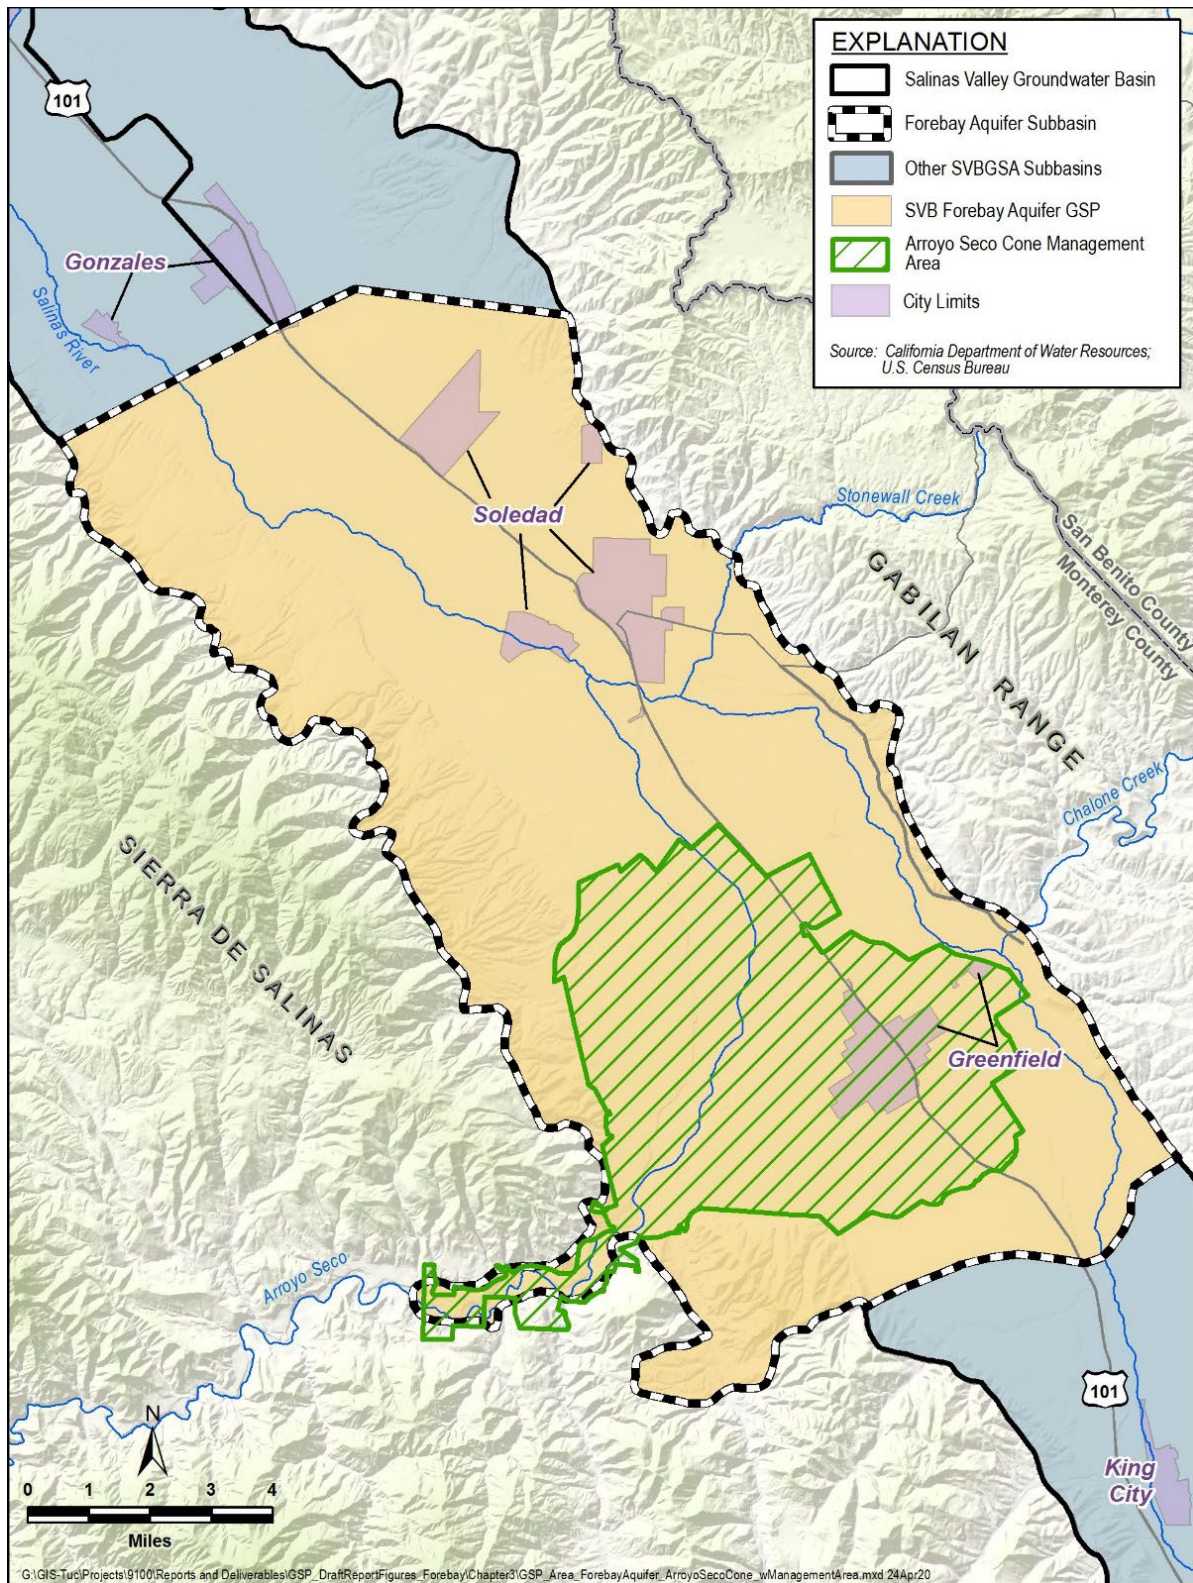 EXPLANATION
Salinas Valley Groundwater Basin
Forebay Aquifer Subbasin
Other SVBGSA Subbasins
SVB Forebay Aquifer GSP
Arroyo Seco Cone Management
Area
City Limits
Source: California Department of Water Resources;
U.S. Census Bureau
101
Gonzales
Salinas River
Soledad
Stonewall Creek
San Benito County
Monterey County
GABILAN RANGE
Chalone Creek
SIERRA DE SALINAS
Greenfield
Arroyo Seco
101
King
City
N
0 1 2 3 4
Miles
G:\GIS-Tuc\Projects\9100\Reports and Deliverables\GSP_DraftReportFigures_Forebay\Chapter3\GSP_Area_ForebayAquifer_ArroyoSecoCone_wManagementArea.mxd 24Apr20